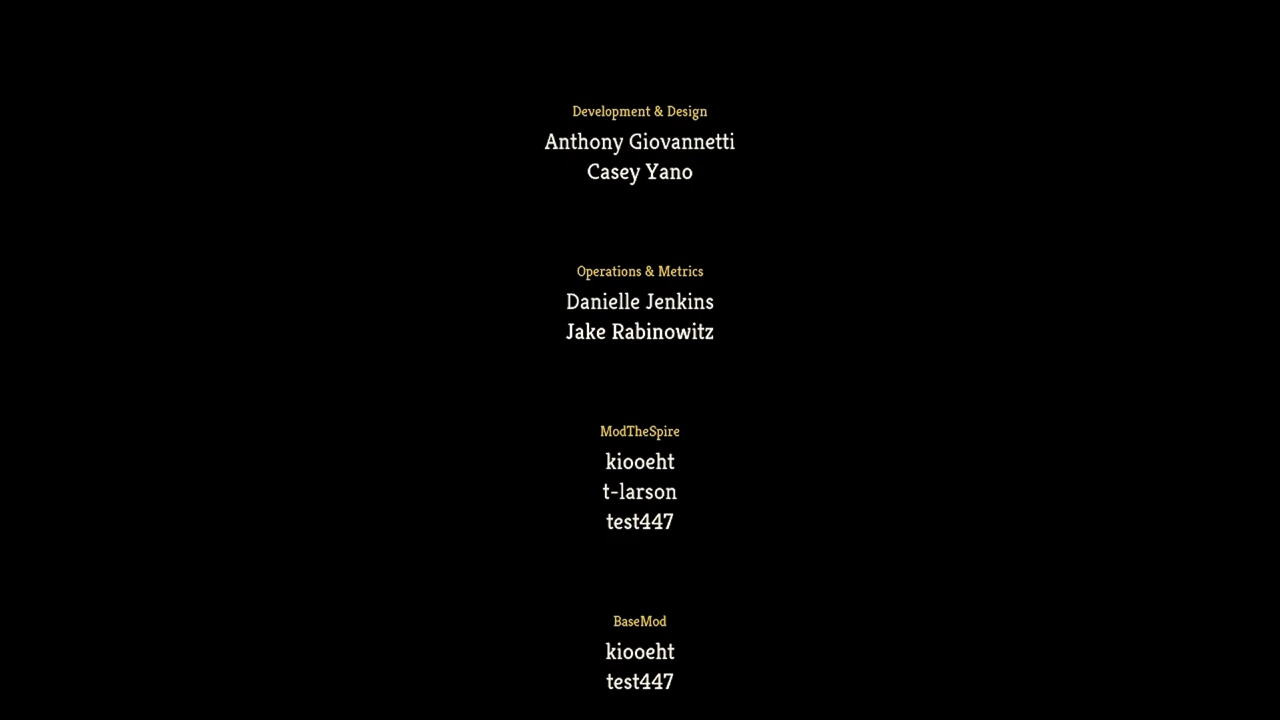 Development & Design
Anthony Giovannetti
Casey Yano
Operations & Metrics
Danielle Jenkins
Jake Rabinowitz
ModTheSpire
kiooeht
t-larson
test447
BaseMod
kiooeht
test447